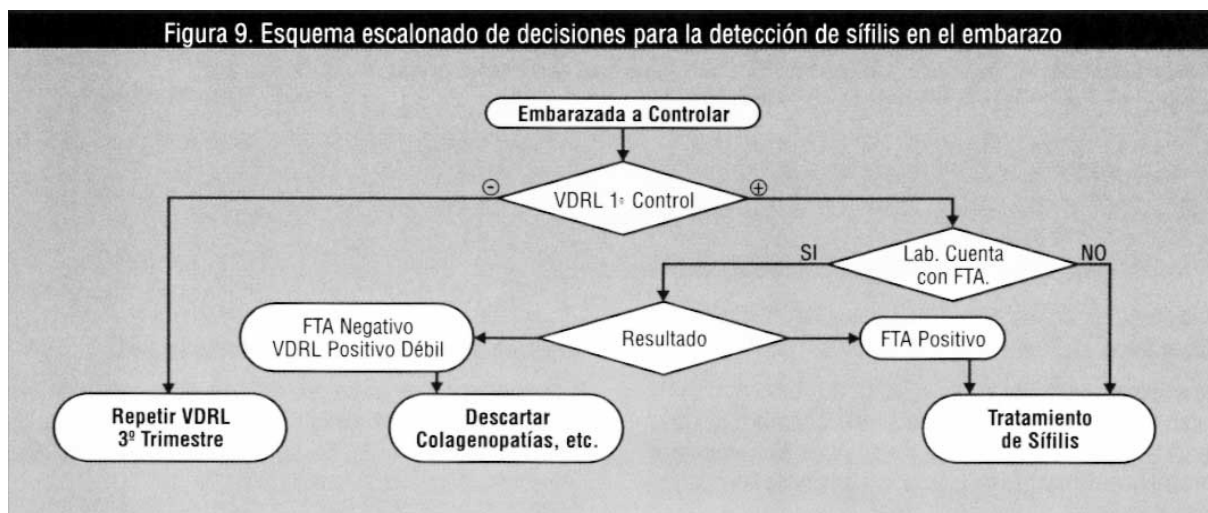 Figura 9. Esquema escalonado de decisiones para la detección de sífilis en el embarazo
Embarazada a Controlar
⊖
VDRL 1º Control
⊕
SI
Lab. Cuenta
con FTA.
NO
FTA Negativo
VDRL Positivo Débil
Resultado
FTA Positivo
Repetir VDRL
3º Trimestre
Descartar
Colagenopatías, etc.
Tratamiento
de Sífilis